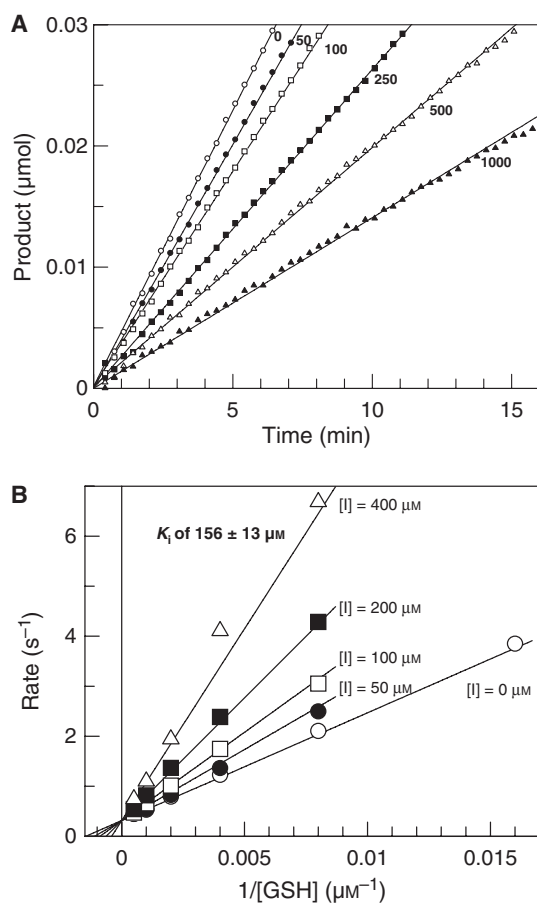 A
0.03
0.02
0.01
0
Product (µmol)
0
50
100
250
500
1000
0
5
10
15
Time (min)
B
Kᵢ of 156 ± 13 µM
6
4
2
0
Rate (s⁻¹)
[I] = 400 µM
[I] = 200 µM
[I] = 100 µM
[I] = 50 µM
[I] = 0 µM
0
0.005
0.01
0.015
1/[GSH] (µM⁻¹)